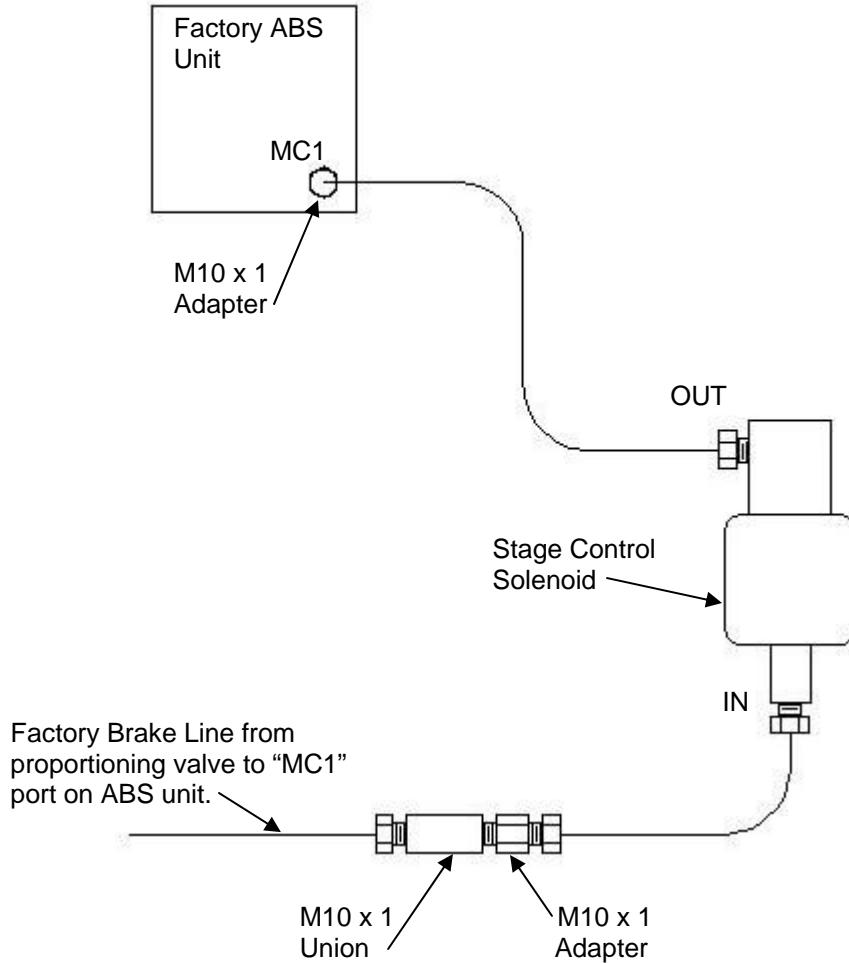 Factory ABS
Unit
MC1
M10 x 1
Adapter
OUT
Stage Control
Solenoid
IN
Factory Brake Line from
proportioning valve to “MC1”
port on ABS unit.
M10 x 1
Union
M10 x 1
Adapter